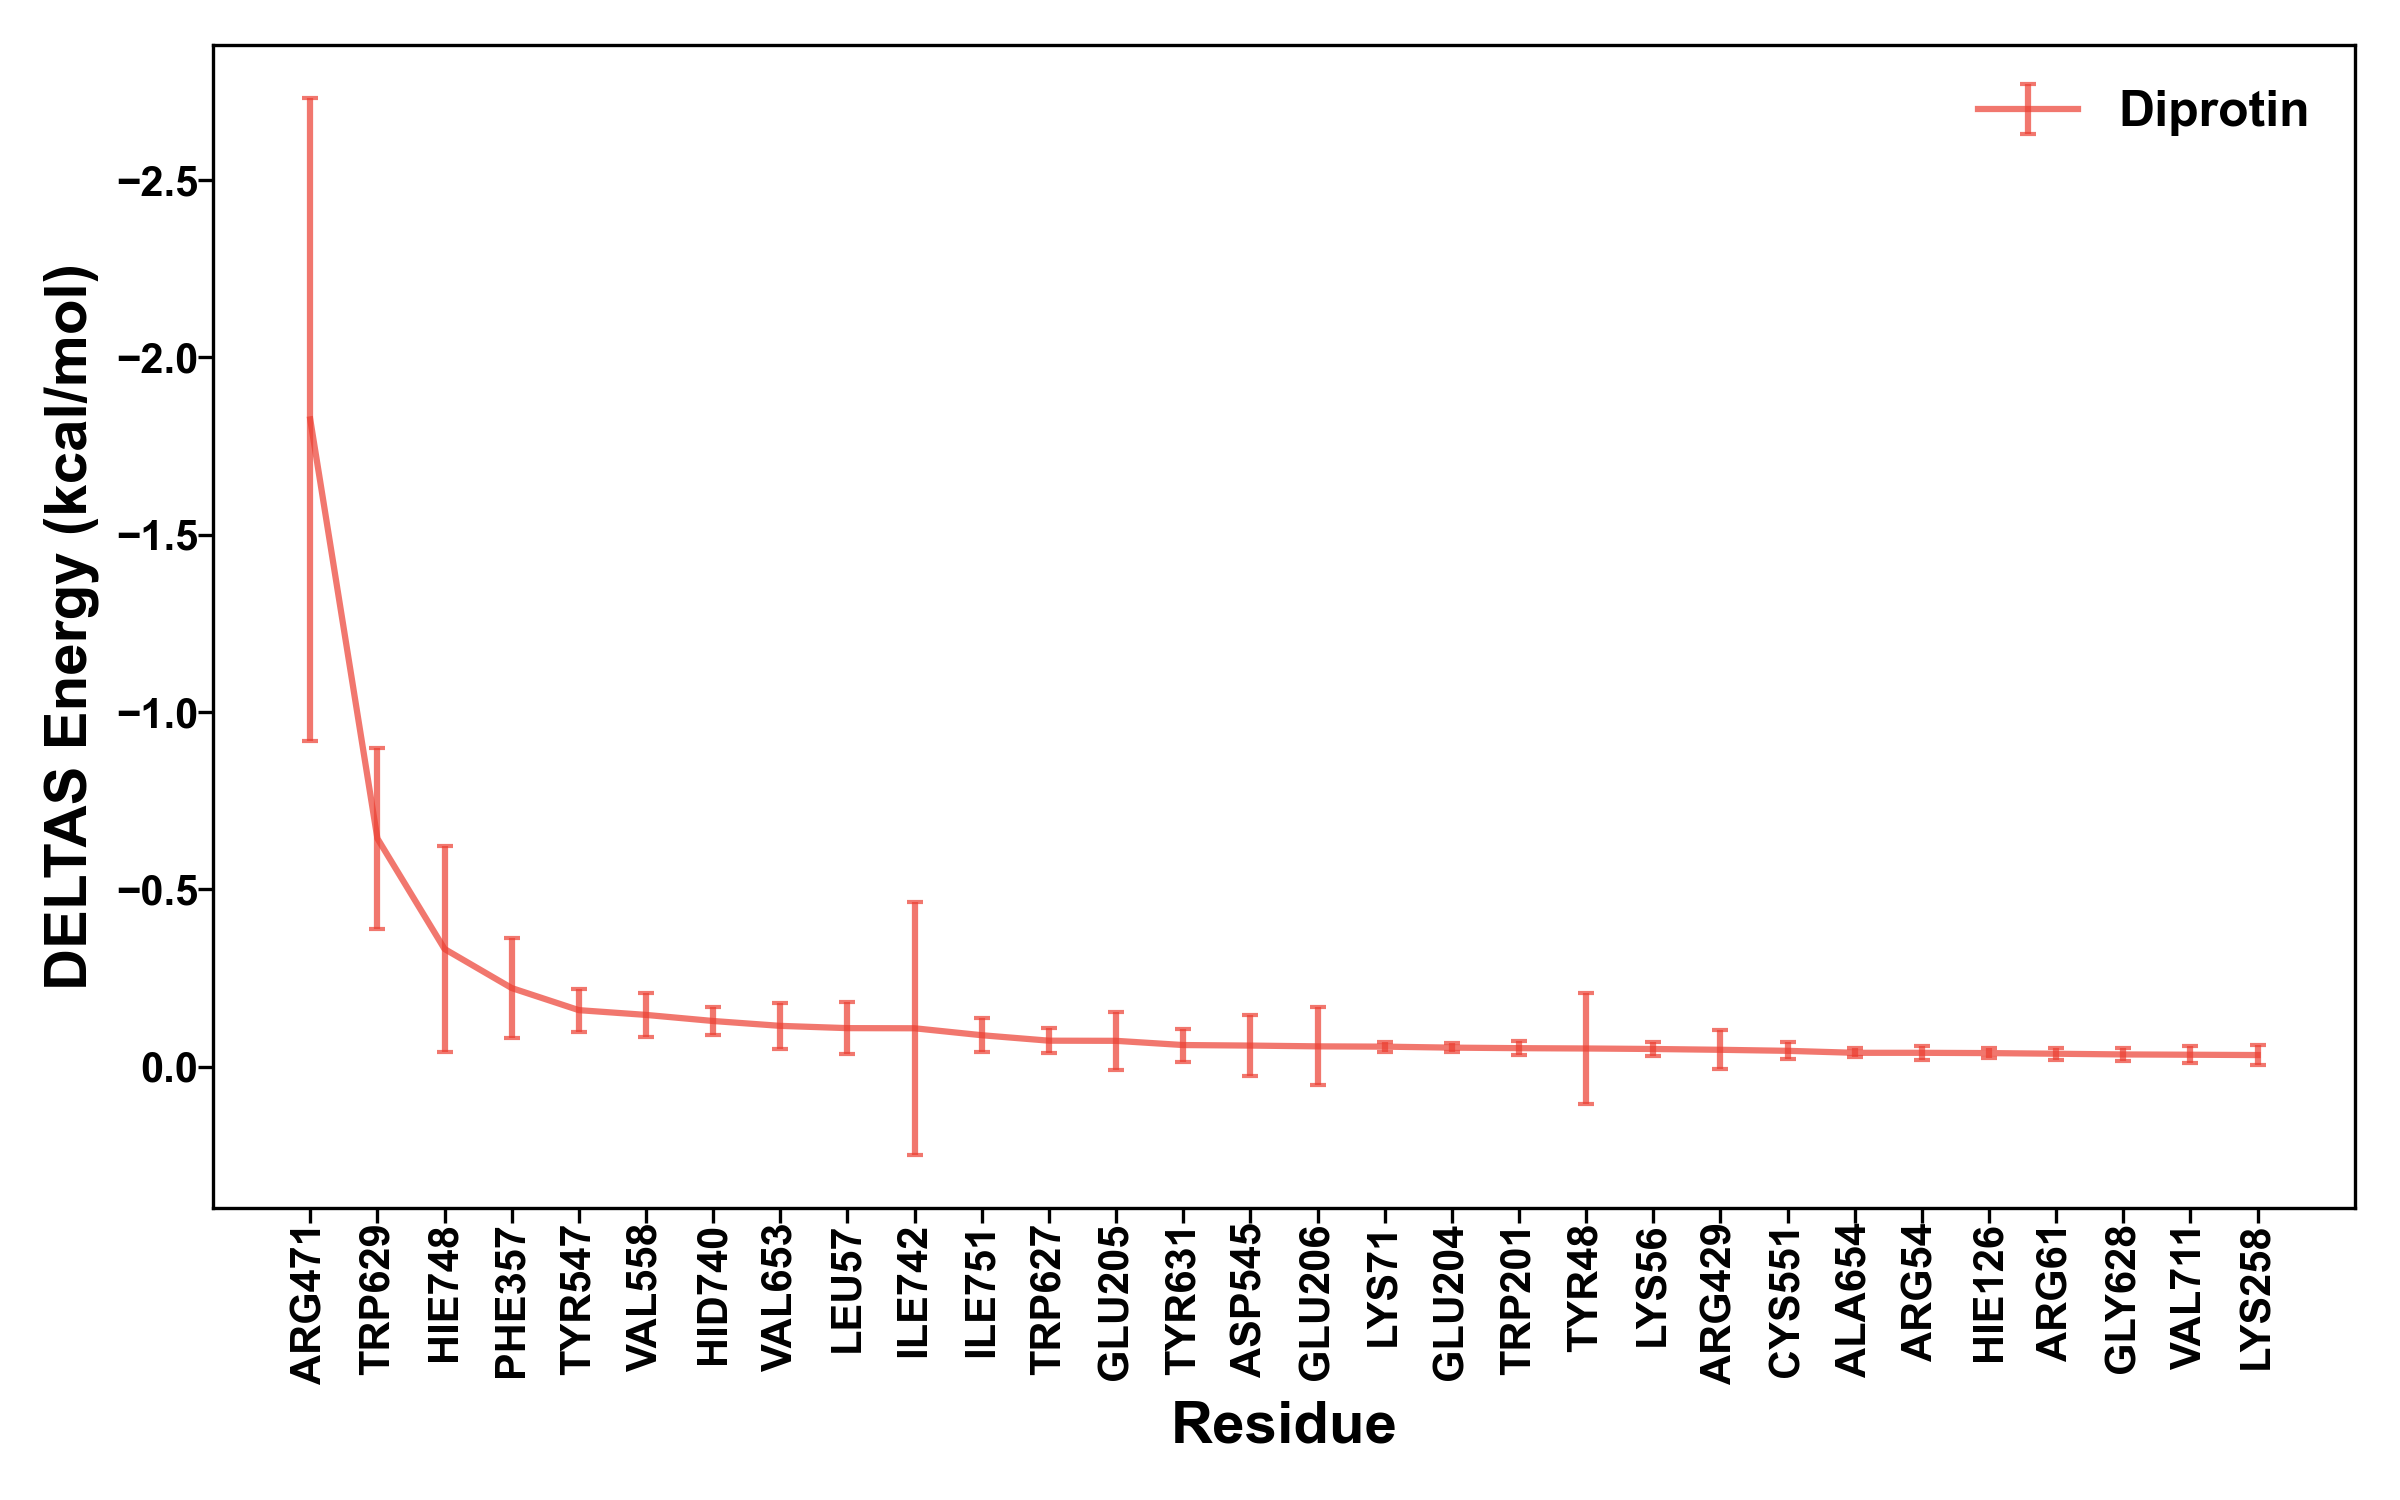 Diprotin
DELTAS Energy (kcal/mol)
−2.5
−2.0
−1.5
−1.0
−0.5
0.0
ARG471
TRP629
HIE748
PHE357
TYR547
VAL558
HID740
VAL653
LEU57
ILE742
ILE751
TRP627
GLU205
TYR631
ASP545
GLU206
LYS71
GLU204
TRP201
TYR48
LYS56
ARG429
CYS551
ALA654
ARG54
HIE126
ARG61
GLY628
VAL711
LYS258
Residue